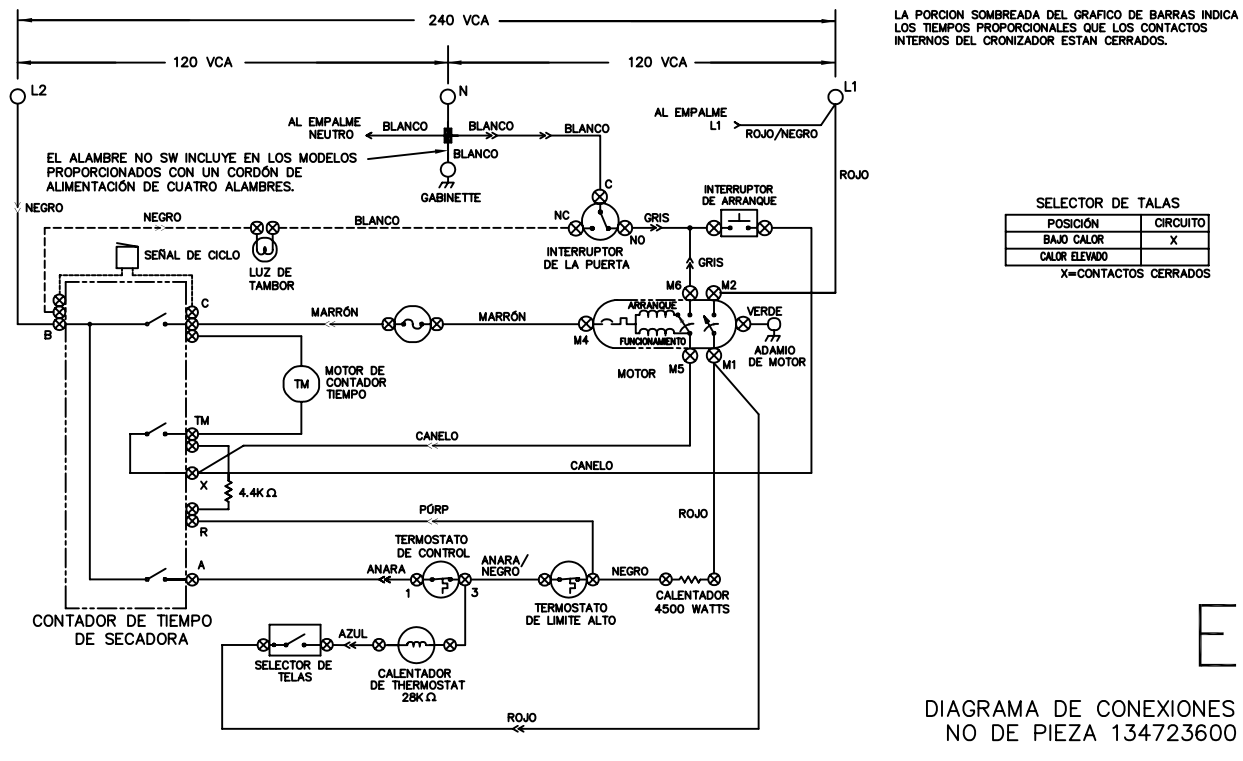 240 VCA
LA PORCION SOMBREADA DEL GRAFICO DE BARRAS INDICA
LOS TIEMPOS PROPORCIONALES QUE LOS CONTACTOS
INTERNOS DEL CRONIZADOR ESTAN CERRADOS.
120 VCA
120 VCA
L2
N
L1
AL EMPALME
NEUTRO
BLANCO
BLANCO
BLANCO
AL EMPALME
L1
ROJO/NEGRO
BLANCO
EL ALAMBRE NO SW INCLUYE EN LOS MODELOS
PROPORCIONADOS CON UN CORDÓN DE
ALIMENTACIÓN DE CUATRO ALAMBRES.
GABINETTE
ROJO
C
INTERRUPTOR
DE ARRANQUE
NEGRO
NEGRO
BLANCO
NC
GRIS
NO
INTERRUPTOR
DE LA PUERTA
SEÑAL DE CICLO
LUZ DE
TAMBOR
GRIS
SELECTOR DE TALAS
POSICIÓN CIRCUITO
BAJO CALOR X
CALOR ELEVADO
X=CONTACTOS CERRADOS
M6
M2
C
MARRÓN
MARRÓN
ARRANQUE
VERDE
B
M4
FUNCIONAMIENTO
ADAMIO
DE MOTOR
MOTOR
M5
M1
TM
MOTOR DE
CONTADOR
TIEMPO
TM
CANELO
CANELO
X
4.4KΩ
PÚRP
ROJO
R
TERMOSTATO
DE CONTROL
A
ANARA
1
3
ANARA/
NEGRO
NEGRO
TERMOSTATO
DE LIMITE ALTO
CALENTADOR
4500 WATTS
CONTADOR DE TIEMPO
DE SECADORA
AZUL
SELECTOR DE
TELAS
CALENTADOR
DE THERMOSTAT
28KΩ
ROJO
E
DIAGRAMA DE CONEXIONES
NO DE PIEZA 134723600